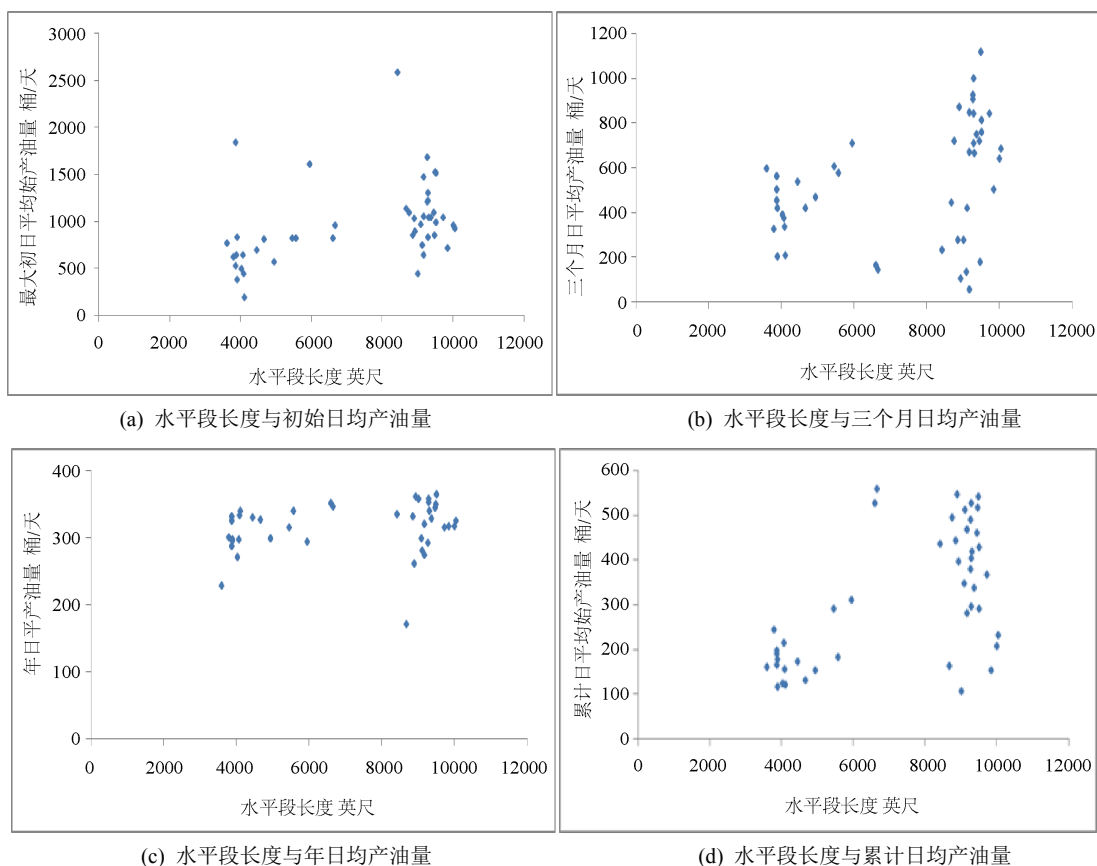 3000
2500
2000
1500
1000
500
0
0 2000 4000 6000 8000 10000 12000
最大初日平均始产油量 桶/天
水平段长度 英尺
(a) 水平段长度与初始日均产油量
1200
1000
800
600
400
200
0
0 2000 4000 6000 8000 10000 12000
三个月日平均产油量 桶/天
水平段长度 英尺
(b) 水平段长度与三个月日均产油量
400
300
200
100
0
0 2000 4000 6000 8000 10000 12000
年日平产油量 桶/天
水平段长度 英尺
(c) 水平段长度与年日均产油量
600
500
400
300
200
100
0
0 2000 4000 6000 8000 10000 12000
累计日平均始产油量 桶/天
水平段长度 英尺
(d) 水平段长度与累计日均产油量